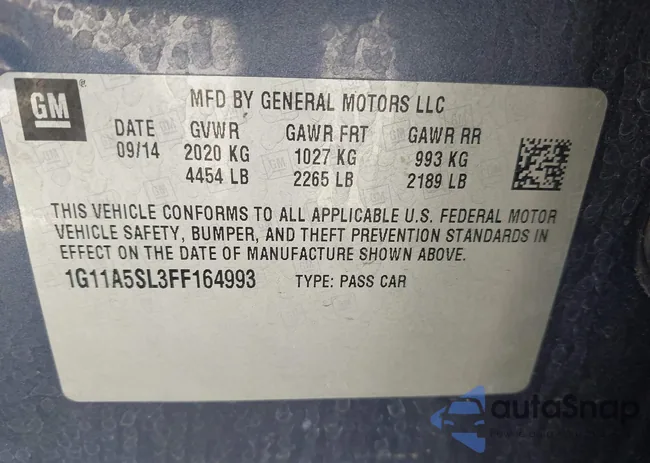 GM
MFD BY GENERAL MOTORS LLC
DATE GVWR GAWR FRT GAWR RR
09/14 2020 KG 1027 KG 993 KG
4454 LB 2265 LB 2189 LB
THIS VEHICLE CONFORMS TO ALL APPLICABLE U.S. FEDERAL MOTOR
VEHICLE SAFETY, BUMPER, AND THEFT PREVENTION STANDARDS IN
EFFECT ON THE DATE OF MANUFACTURE SHOWN ABOVE.
1G11A5SL3FF164993 TYPE: PASS CAR
autoSnap